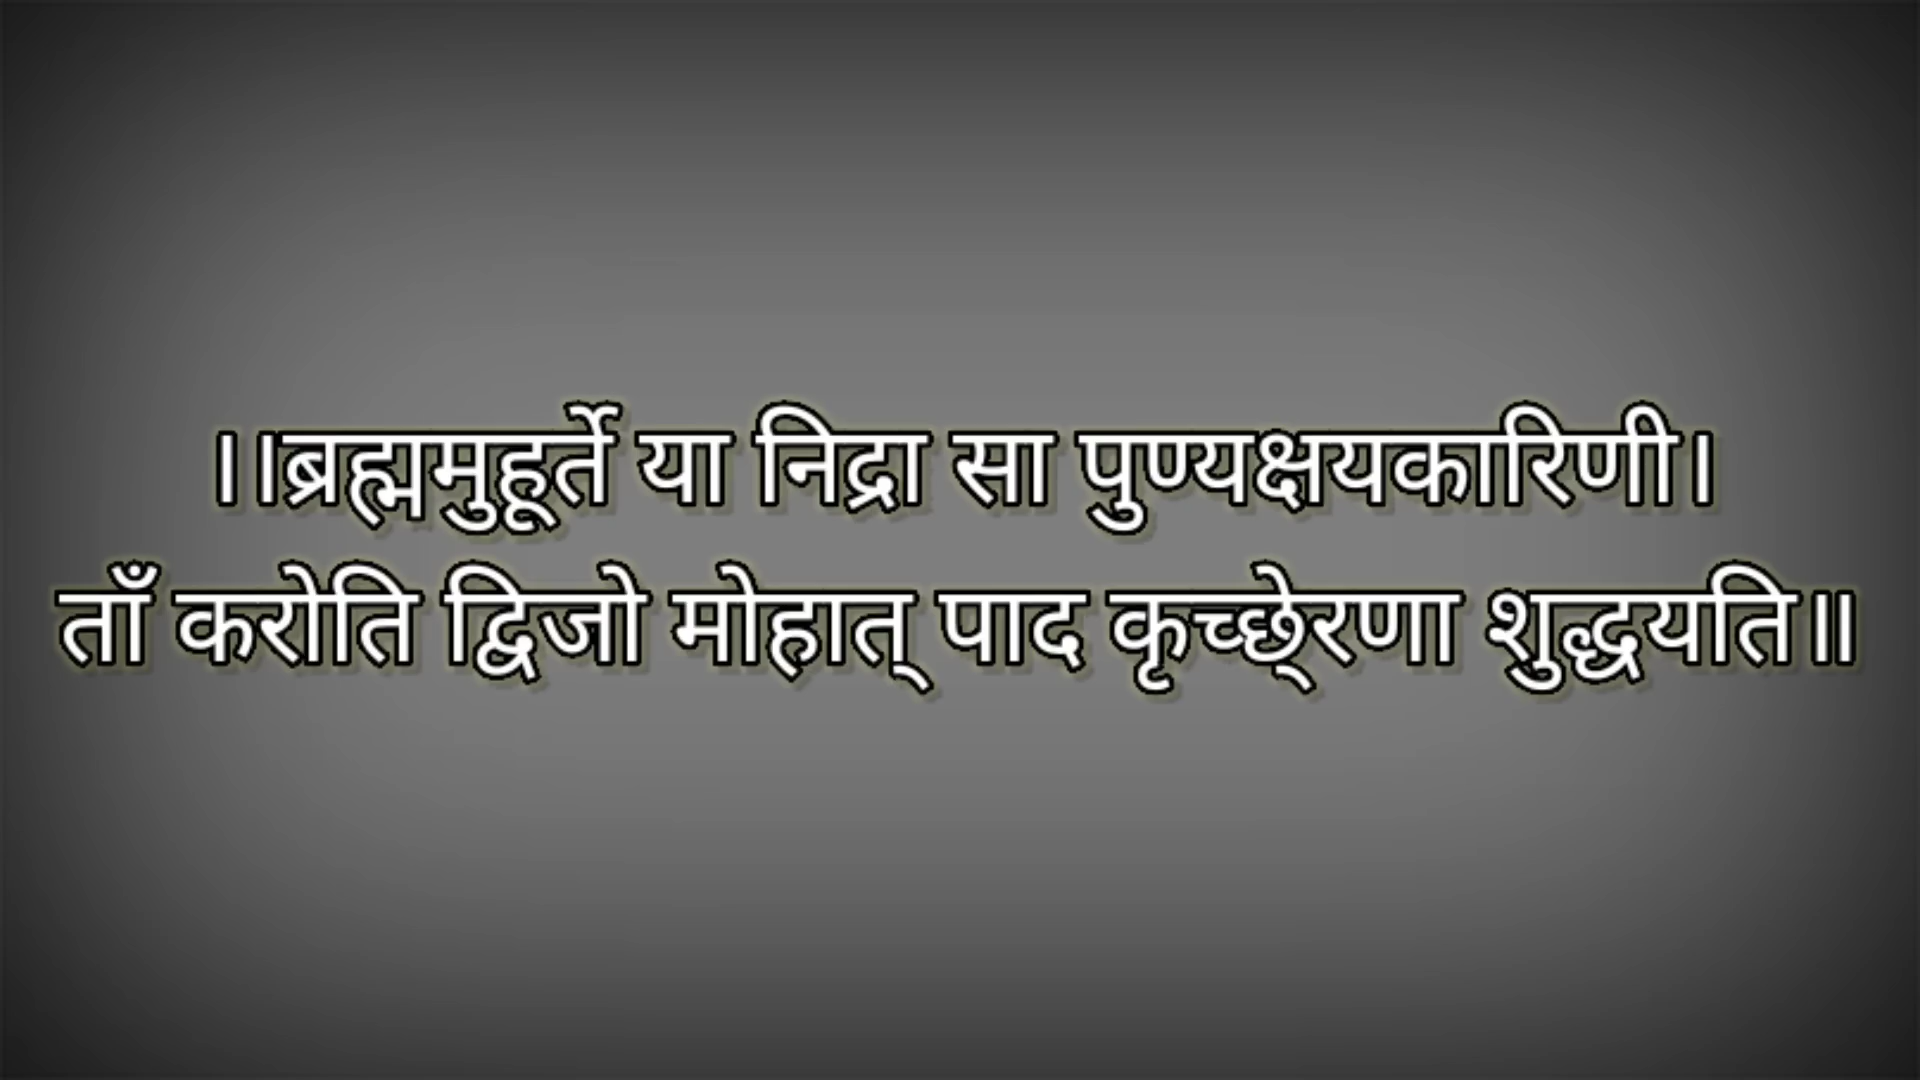 ।।ब्रह्ममुहूर्ते या निद्रा सा पुण्यक्षयकारिणी।
ताँ करोति द्विजो मोहात् पाद कृच्छे्रणा शुद्धयति॥